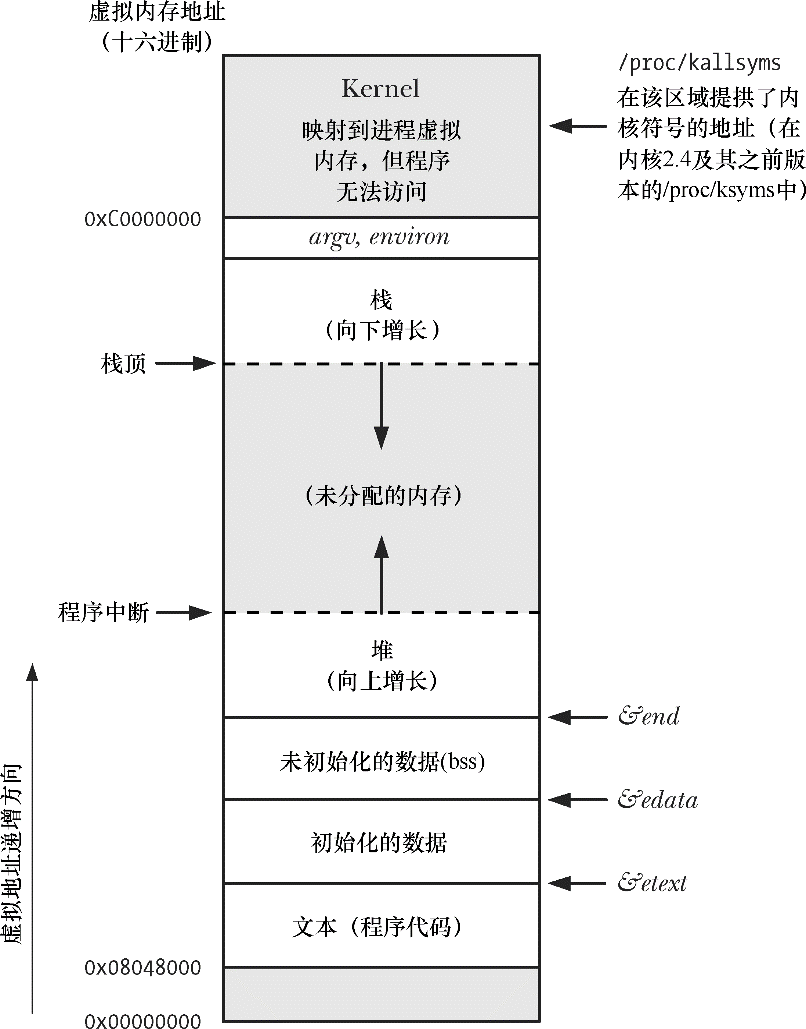 虚拟内存地址
（十六进制）
/proc/kallsyms
在该区域提供了内
核符号的地址（在
内核2.4及其之前版
本的/proc/ksyms中）
Kernel
映射到进程虚拟
内存，但程序
无法访问
0xC0000000
argv, environ
栈
（向下增长）
栈顶
（未分配的内存）
程序中断
堆
（向上增长）
&end
未初始化的数据(bss)
&edata
初始化的数据
&etext
文本（程序代码）
0x08048000
0x00000000
虚拟地址递增方向